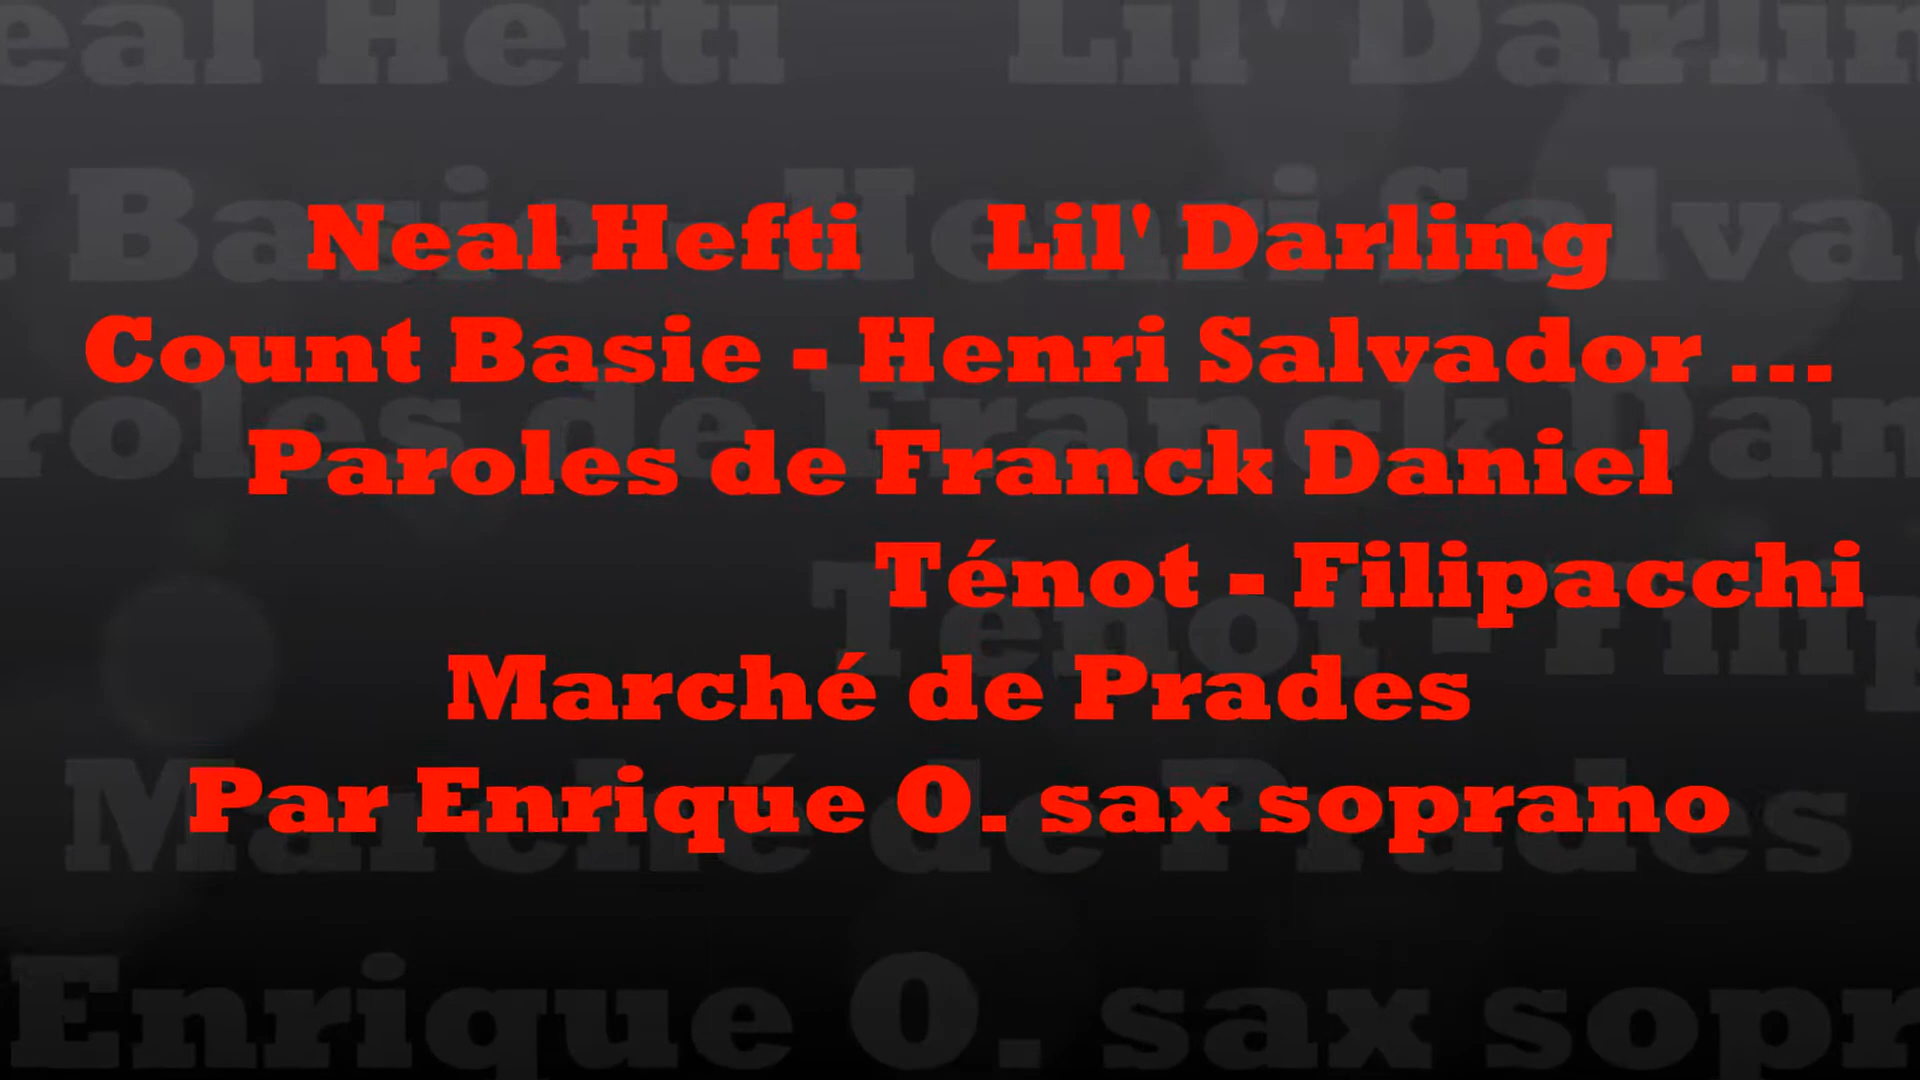 Neal Hefti Lil' Darling
Count Basie - Henri Salvador ...
Paroles de Franck Daniel
Ténot - Filipacchi
Marché de Prades
Par Enrique O. sax soprano